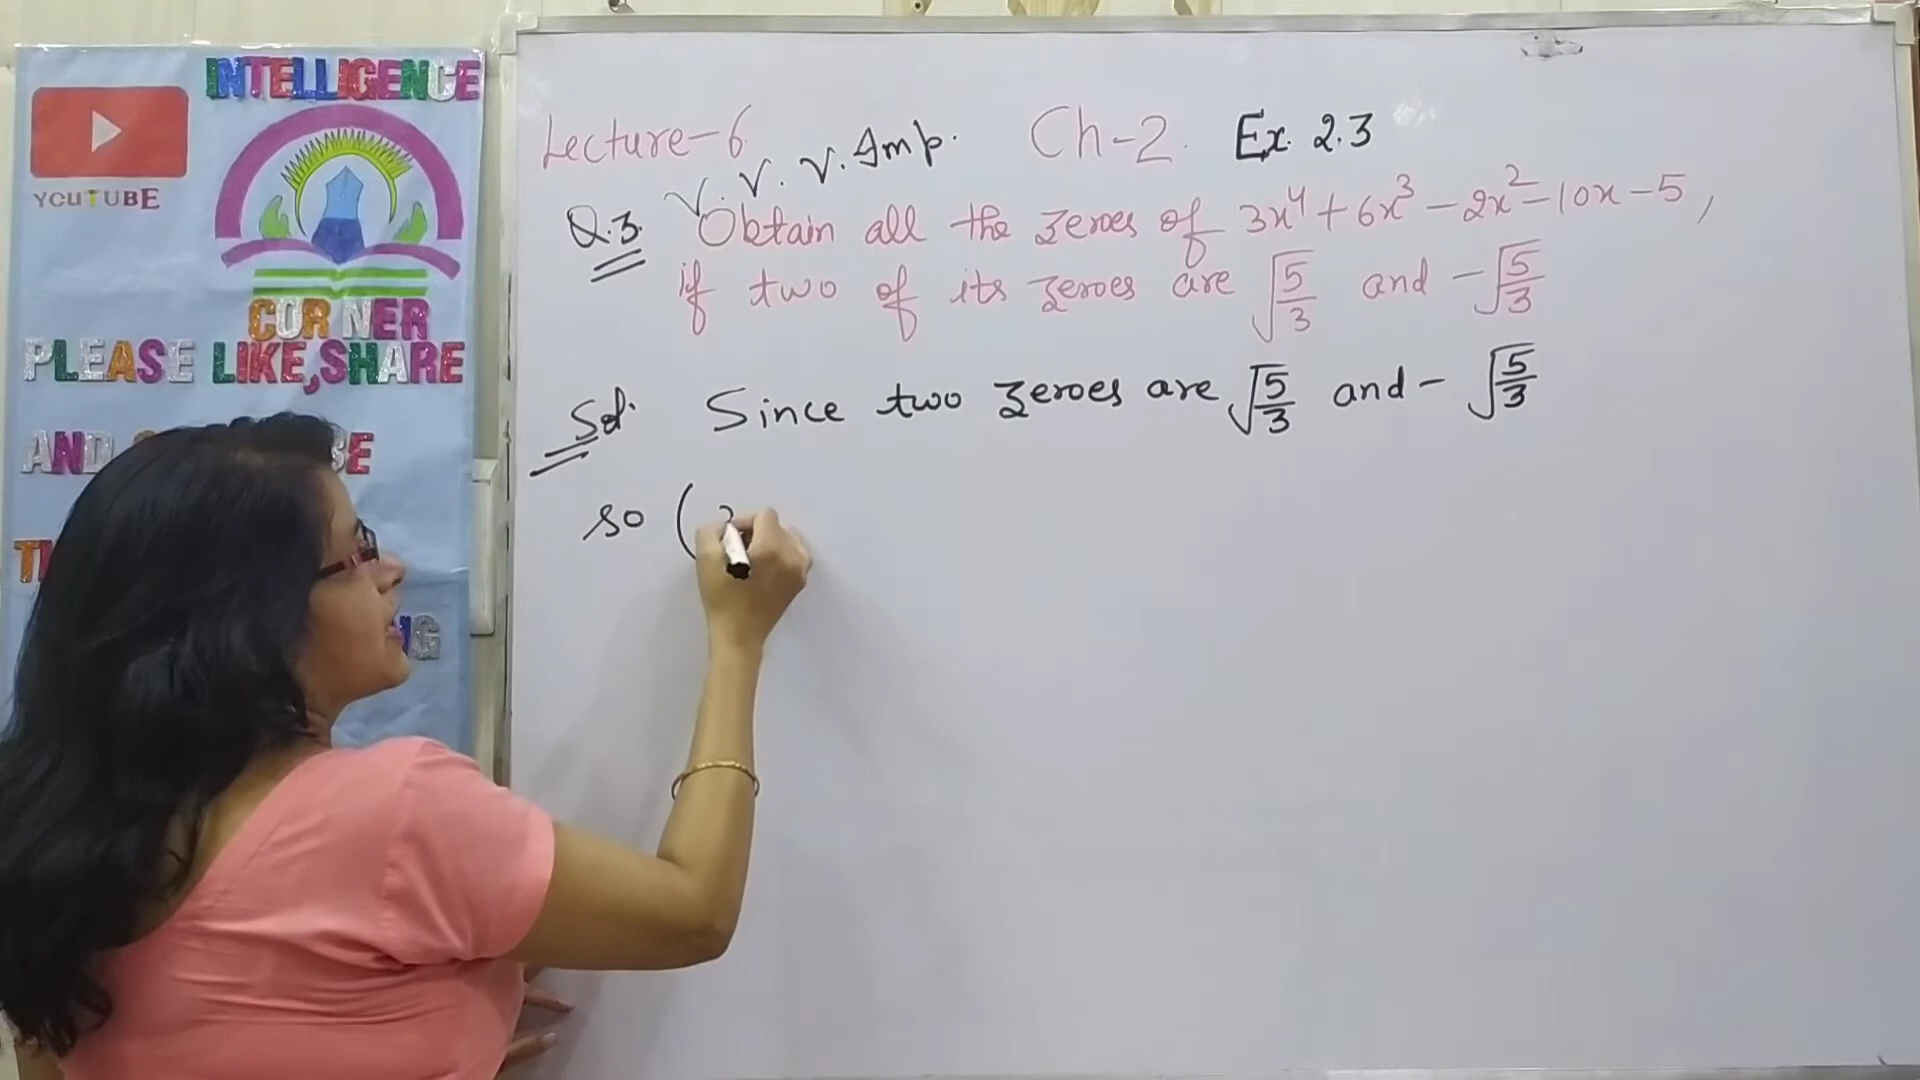 INTELLIGENCE
YOUTUBE
CORNER
PLEASE LIKE,SHARE
AND
Lecture-6 Ch-2 Ex. 2.3
V. V. V. Imp.
Q.3. Obtain all the zeroes of 3x⁴ + 6x³ - 2x² - 10x - 5,
if two of its zeroes are √5/3 and -√5/3
Sol. Since two zeroes are √5/3 and - √5/3
so (